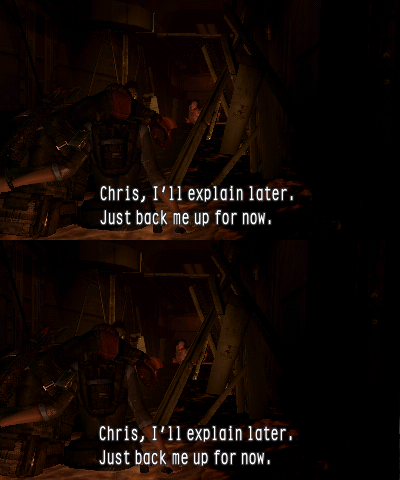 Chris, I'll explain later.
Just back me up for now.
Chris, I'll explain later.
Just back me up for now.